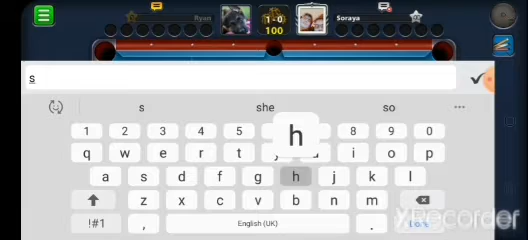 Ryan 1 - 0 Soraya
100
s
s she so ...
1 2 3 4 5 8 9 0
q w e r t u i o p
h
a s d f g h j k l
z x c v b n m
!#1 , English (UK) . Done
XRecorder